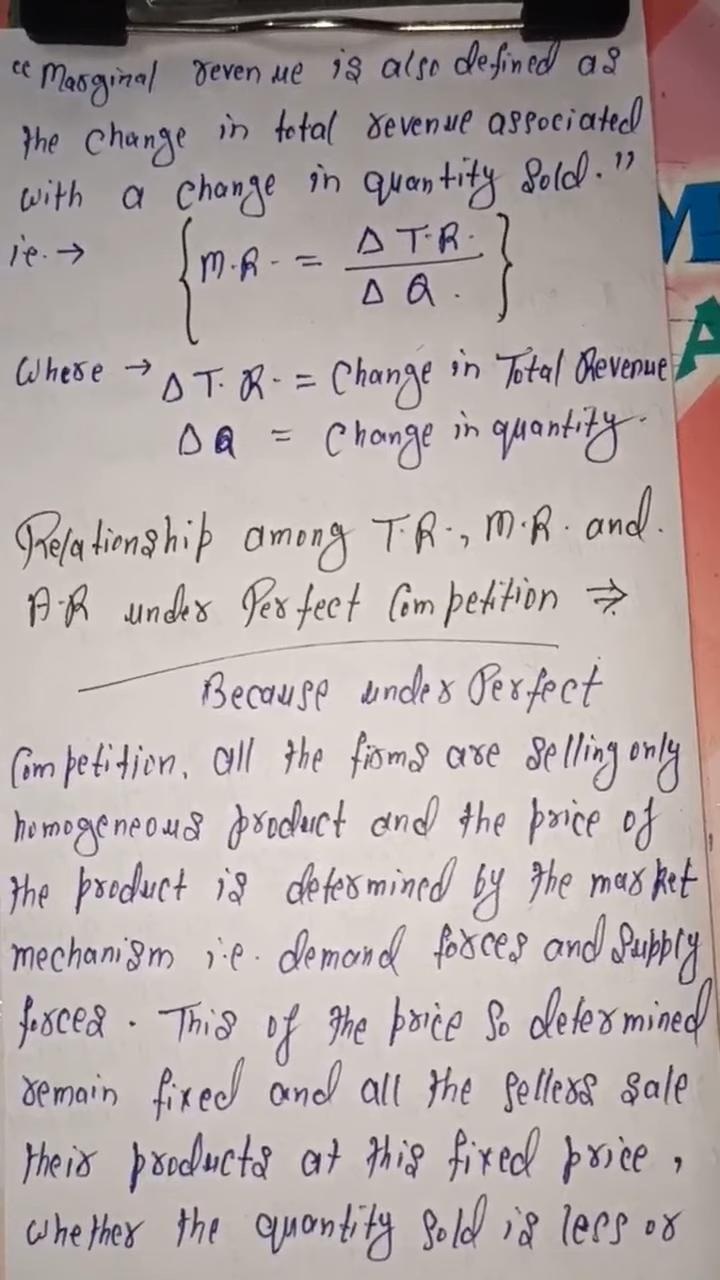 “Marginal revenue is also defined as
the change in total revenue associated
with a change in quantity Sold.”
i.e. → { M.R. = Δ T.R. / Δ Q. }
Where → Δ T.R. = Change in Total Revenue
Δ Q = Change in quantity.
Relationship among T.R., M.R. and.
A.R under Perfect Competition ⇒
Because under Perfect
Competition, all the firms are selling only
homogeneous product and the price of
the product is determined by the market
mechanism i.e. demand forces and Supply
forces. This of the price So determined
remain fixed and all the sellers sale
their products at this fixed price,
whether the quantity Sold is less or
M
A